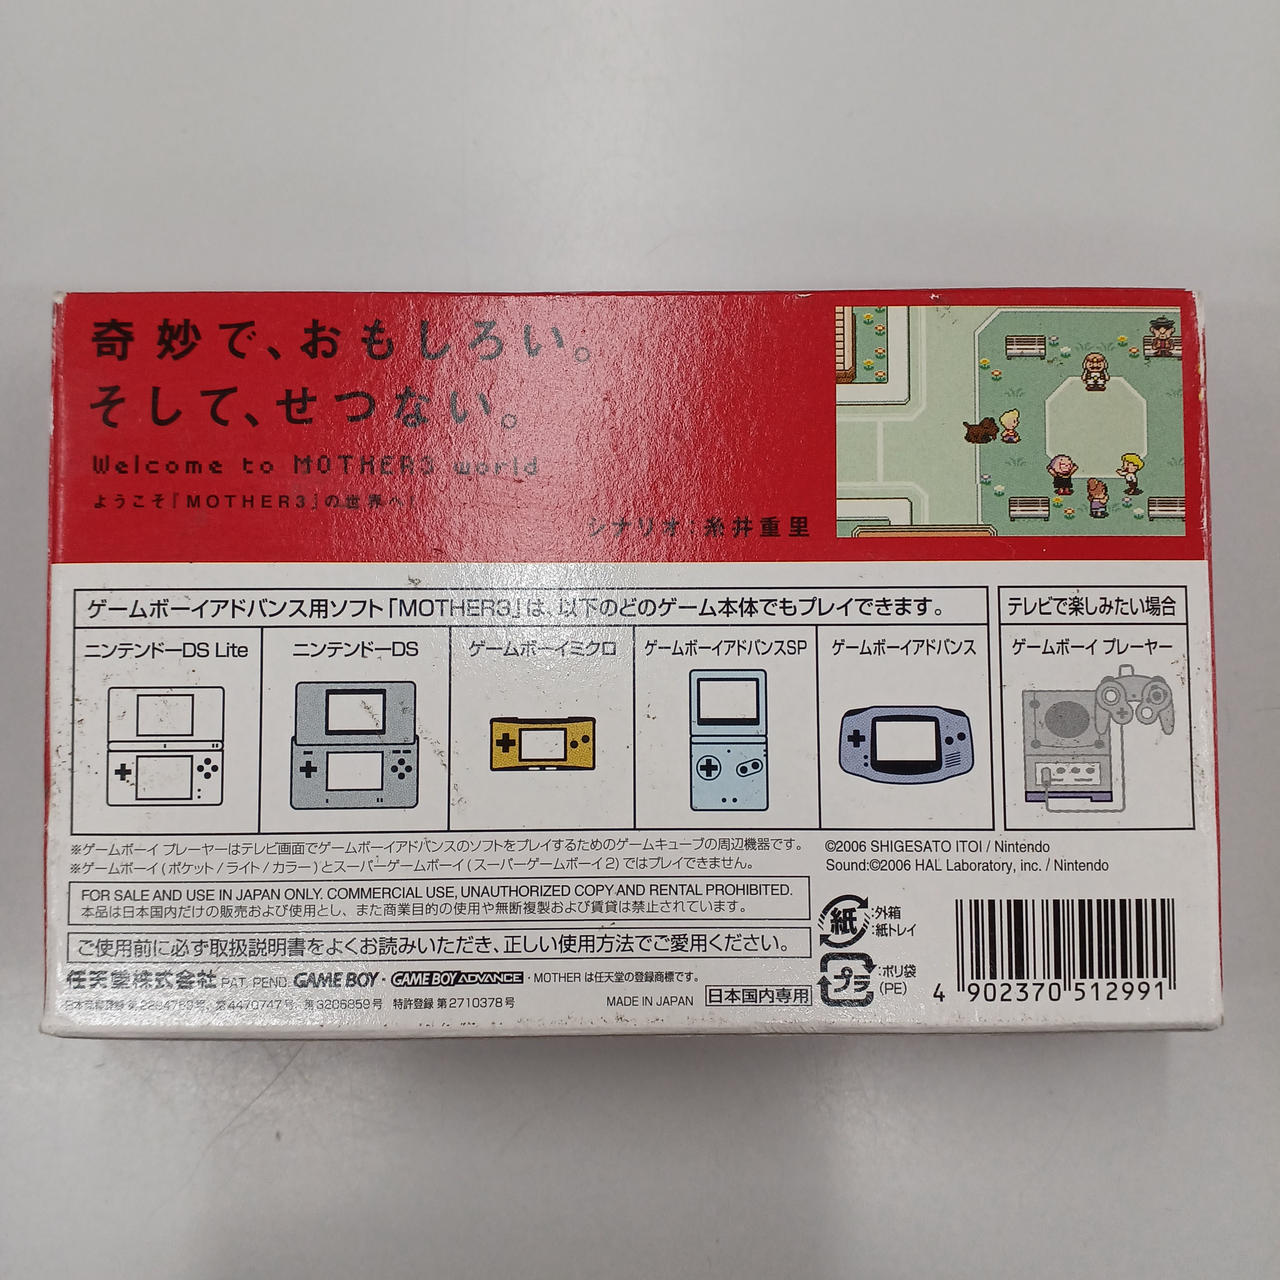 奇妙で、おもしろい。
そして、せつない。
Welcome to MOTHER3 world
ようこそ『MOTHER3』の世界へ!
シナリオ:糸井重里
ゲームボーイアドバンス用ソフト「MOTHER3」は、以下のどのゲーム本体でもプレイできます。
ニンテンドーDS Lite
ニンテンドーDS
ゲームボーイミクロ
ゲームボーイアドバンスSP
ゲームボーイアドバンス
テレビで楽しみたい場合
ゲームボーイ プレーヤー
※ゲームボーイ プレーヤーはテレビ画面でゲームボーイアドバンスのソフトをプレイするためのゲームキューブの周辺機器です。
※ゲームボーイ(ポケット/ライト/カラー)とスーパーゲームボーイ(スーパーゲームボーイ2)ではプレイできません。
FOR SALE AND USE IN JAPAN ONLY. COMMERCIAL USE, UNAUTHORIZED COPY AND RENTAL PROHIBITED.
本品は日本国内だけの販売および使用とし、また商業目的の使用や無断複製および賃貸は禁止されています。
ご使用前に必ず取扱説明書をよくお読みいただき、正しい使用方法でご愛用ください。
任天堂株式会社 PAT. PEND. GAME BOY・GAME BOY ADVANCE・MOTHER は任天堂の登録商標です。
第4470747号、第3206859号 特許登録 第2710378号
MADE IN JAPAN 日本国内専用
©2006 SHIGESATO ITOI / Nintendo
Sound:©2006 HAL Laboratory, inc. / Nintendo
紙 :外箱
:紙トレイ
プラ :ポリ袋
(PE)
4 902370 512991